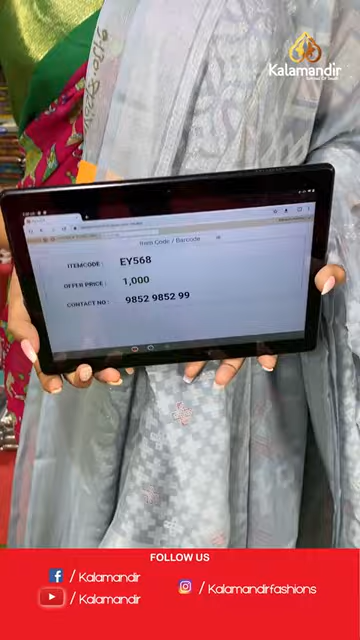 Kalamandir
Item Code / Barcode
ITEMCODE : EY568
OFFER PRICE : 1,000
CONTACT NO : 9852 9852 99
FOLLOW US
/ Kalamandir
/ Kalamandirfashions
/ Kalamandir